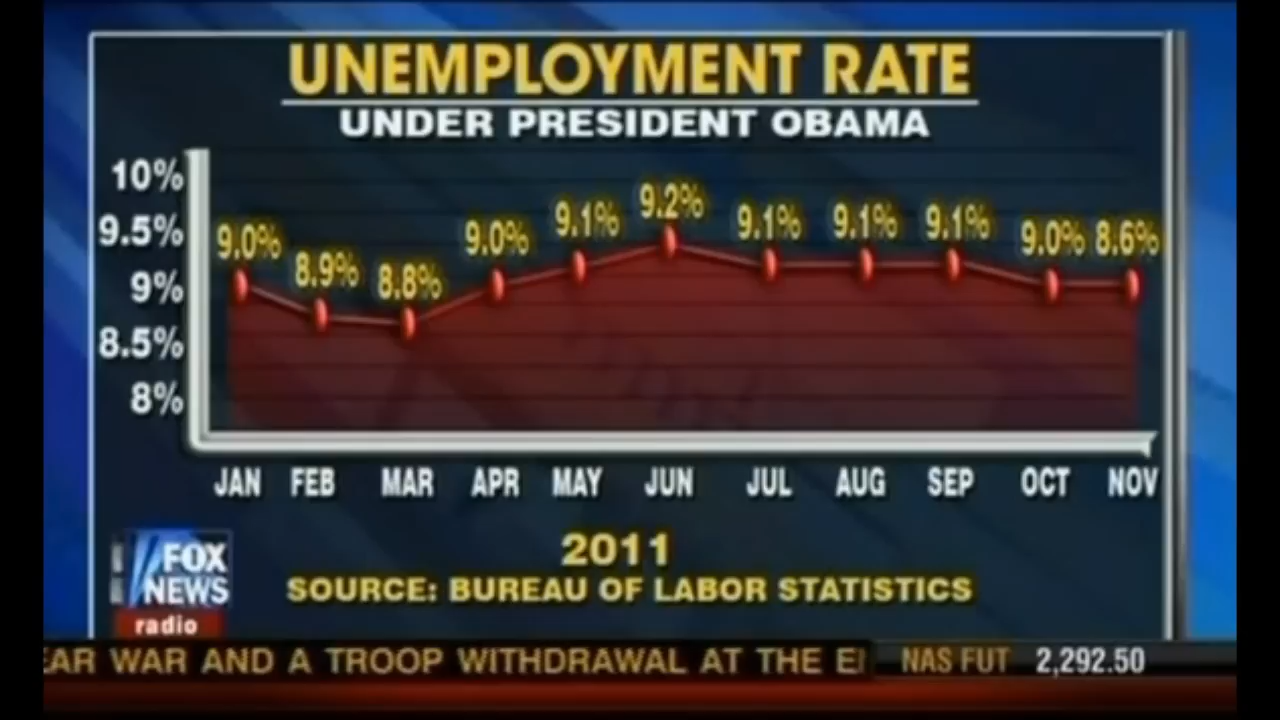 UNEMPLOYMENT RATE
UNDER PRESIDENT OBAMA
10%
9.5%
9%
8.5%
8%
9.0% 8.9% 8.8% 9.0% 9.1% 9.2% 9.1% 9.1% 9.1% 9.0% 8.6%
JAN FEB MAR APR MAY JUN JUL AUG SEP OCT NOV
2011
SOURCE: BUREAU OF LABOR STATISTICS
FOX
NEWS
radio
EAR WAR AND A TROOP WITHDRAWAL AT THE NAS FUT 2,292.50